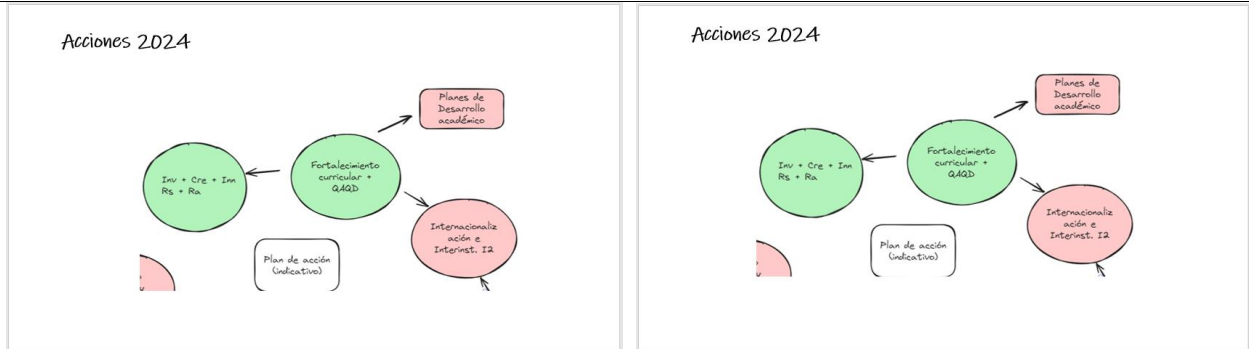 Acciones 2024
Planes de
Desarrollo
académico
Fortalecimiento
curricular +
QAQD
Inv + Cre + Inn
Rs + Ra
Internacionaliz
ación e
Interinst. I2
Plan de acción
(indicativo)
Acciones 2024
Planes de
Desarrollo
académico
Fortalecimiento
curricular +
QAQD
Inv + Cre + Inn
Rs + Ra
Internacionaliz
ación e
Interinst. I2
Plan de acción
(indicativo)